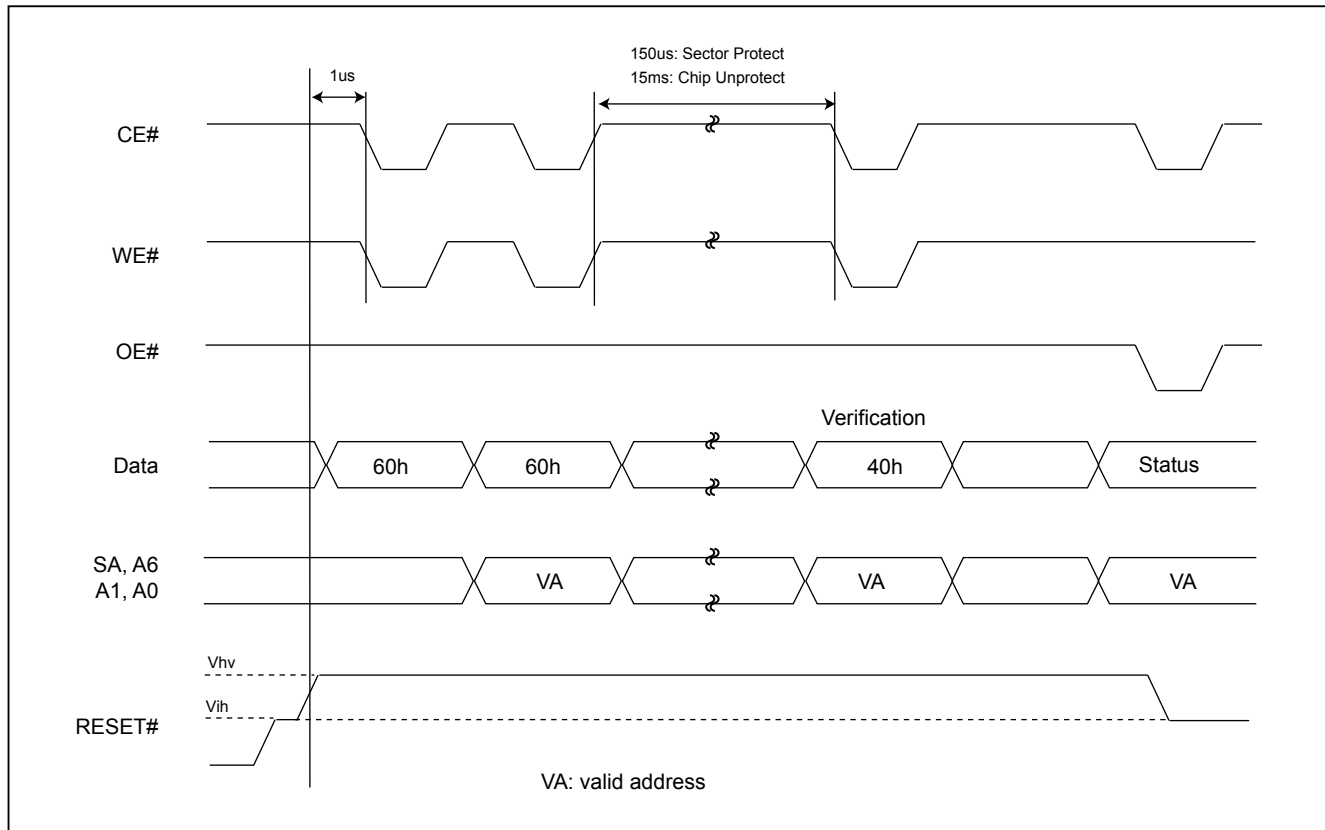 150us: Sector Protect
15ms: Chip Unprotect
1us
CE#
WE#
OE#
Verification
Data
60h
60h
40h
Status
SA, A6
A1, A0
VA
VA
VA
Vhv
Vih
RESET#
VA: valid address